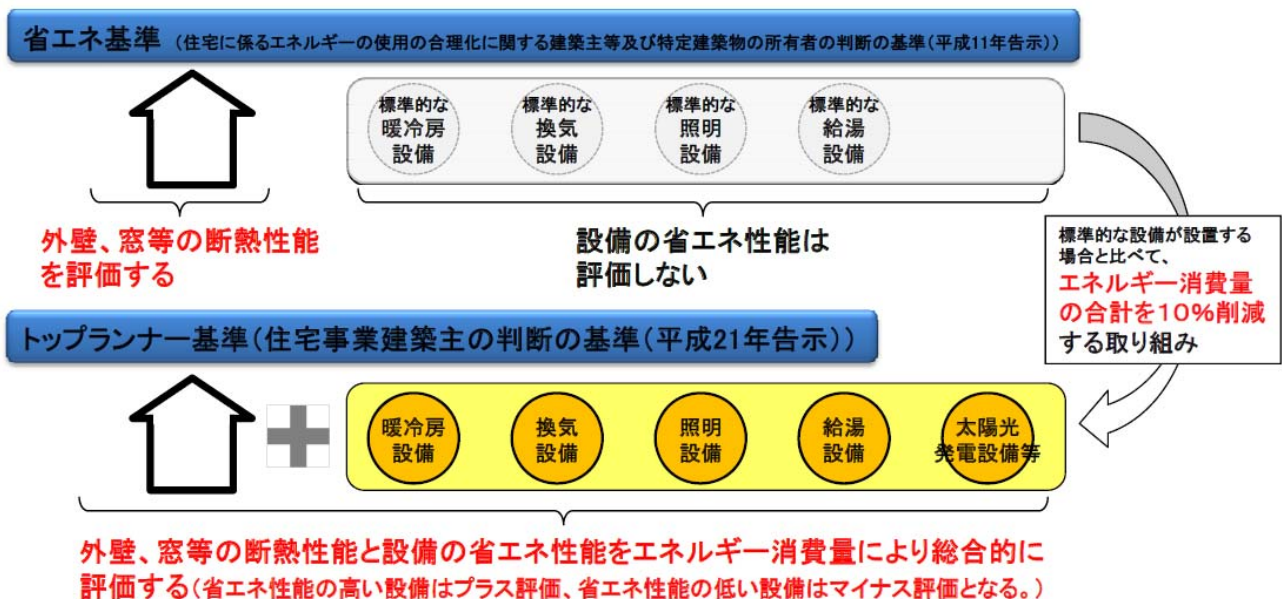 省エネ基準 (住宅に係るエネルギーの使用の合理化に関する建築主等及び特定建築物の所有者の判断の基準(平成11年告示))
標準的な
暖冷房
設備
標準的な
換気
設備
標準的な
照明
設備
標準的な
給湯
設備
外壁、窓等の断熱性能
を評価する
設備の省エネ性能は
評価しない
標準的な設備が設置する
場合と比べて、
エネルギー消費量
の合計を10%削減
する取り組み
トップランナー基準(住宅事業建築主の判断の基準(平成21年告示))
暖冷房
設備
換気
設備
照明
設備
給湯
設備
太陽光
発電設備等
外壁、窓等の断熱性能と設備の省エネ性能をエネルギー消費量により総合的に
評価する(省エネ性能の高い設備はプラス評価、省エネ性能の低い設備はマイナス評価となる。)